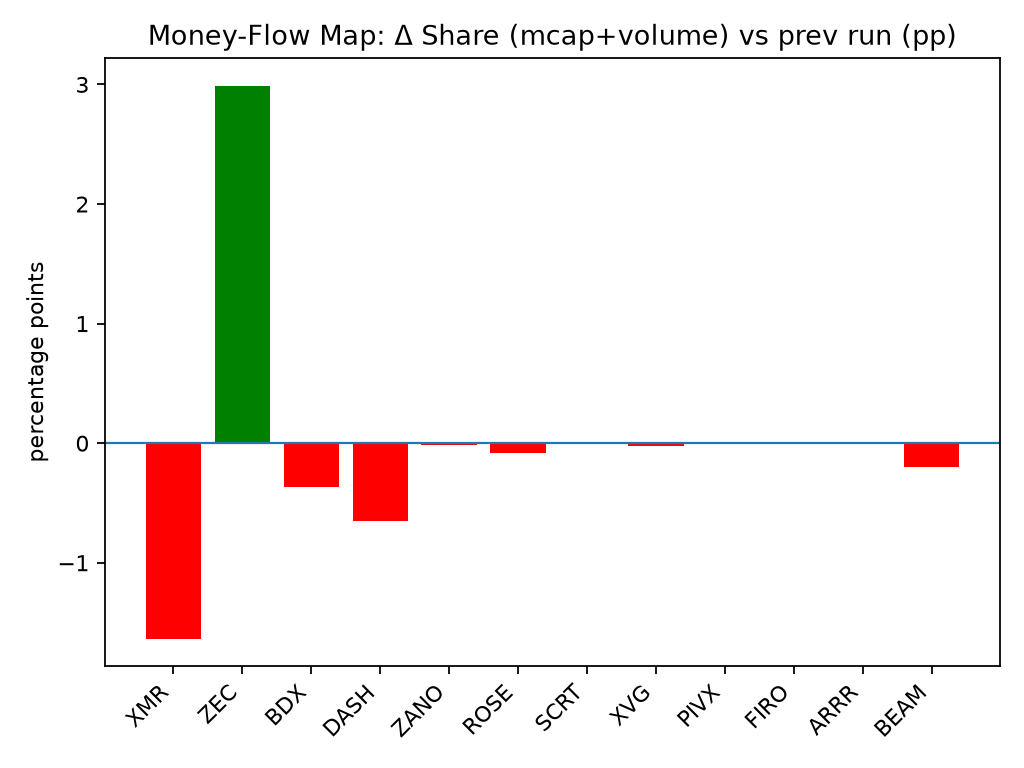 Money-Flow Map: Δ Share (mcap+volume) vs prev run (pp)
percentage points
3
2
1
0
−1
XMR
ZEC
BDX
DASH
ZANO
ROSE
SCRT
XVG
PIVX
FIRO
ARRR
BEAM